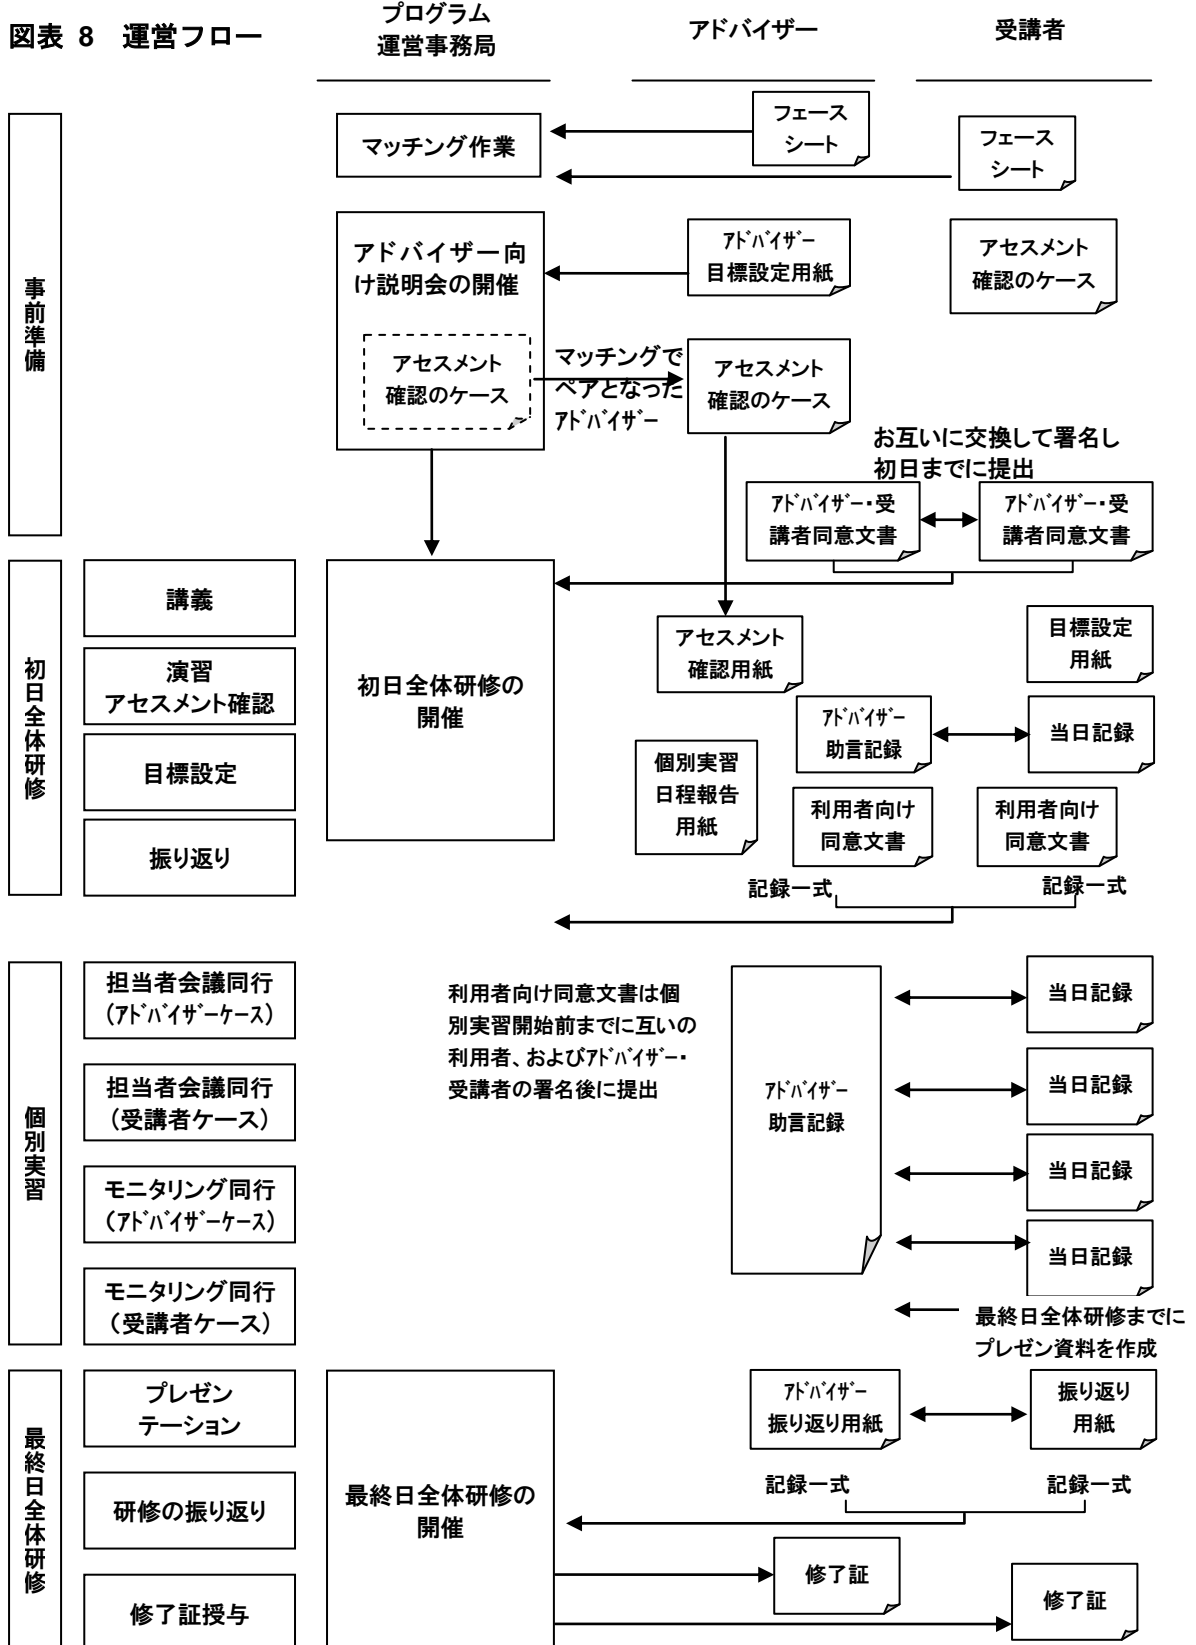 図表 8 運営フロー
プログラム
運営事務局
アドバイザー
受講者
事前準備
マッチング作業
フェース
シート
フェース
シート
アドバイザー向
け説明会の開催
ｱﾄﾞﾊﾞｲｻﾞｰ
目標設定用紙
アセスメント
確認のケース
アセスメント
確認のケース
マッチングで
ペアとなった
ｱﾄﾞﾊﾞｲｻﾞｰ
アセスメント
確認のケース
お互いに交換して署名し
初日までに提出
ｱﾄﾞﾊﾞｲｻﾞｰ・受
講者同意文書
ｱﾄﾞﾊﾞｲｻﾞｰ・受
講者同意文書
初日全体研修
講義
演習
アセスメント確認
目標設定
振り返り
初日全体研修の
開催
アセスメント
確認用紙
目標設定
用紙
ｱﾄﾞﾊﾞｲｻﾞｰ
助言記録
当日記録
個別実習
日程報告
用紙
利用者向け
同意文書
利用者向け
同意文書
記録一式
記録一式
個別実習
担当者会議同行
（ｱﾄﾞﾊﾞｲｻﾞｰケース）
担当者会議同行
（受講者ケース）
モニタリング同行
（ｱﾄﾞﾊﾞｲｻﾞｰケース）
モニタリング同行
（受講者ケース）
利用者向け同意文書は個
別実習開始前までに互いの
利用者、およびｱﾄﾞﾊﾞｲｻﾞｰ・
受講者の署名後に提出
ｱﾄﾞﾊﾞｲｻﾞｰ
助言記録
当日記録
当日記録
当日記録
当日記録
最終日全体研修までに
プレゼン資料を作成
最終日全体研修
プレゼン
テーション
研修の振り返り
修了証授与
最終日全体研修の
開催
ｱﾄﾞﾊﾞｲｻﾞｰ
振り返り用紙
振り返り
用紙
記録一式
記録一式
修了証
修了証